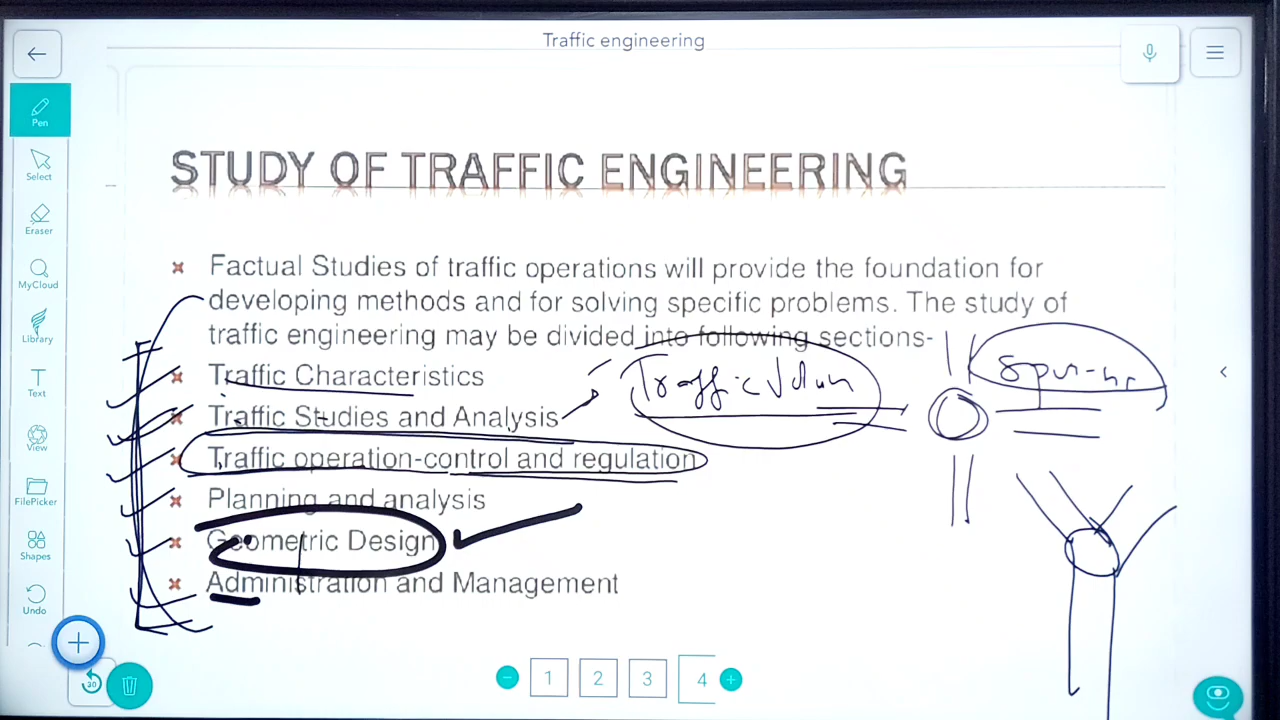 Traffic engineering
Pen
Select
Eraser
MyCloud
Library
Text
View
FilePicker
Shapes
Undo
30
STUDY OF TRAFFIC ENGINEERING
Factual Studies of traffic operations will provide the foundation for
developing methods and for solving specific problems. The study of
traffic engineering may be divided into following sections-
Traffic Characteristics
Traffic Studies and Analysis
Traffic operation-control and regulation
Planning and analysis
Geometric Design
Administration and Management
Traffic
1
2
3
4